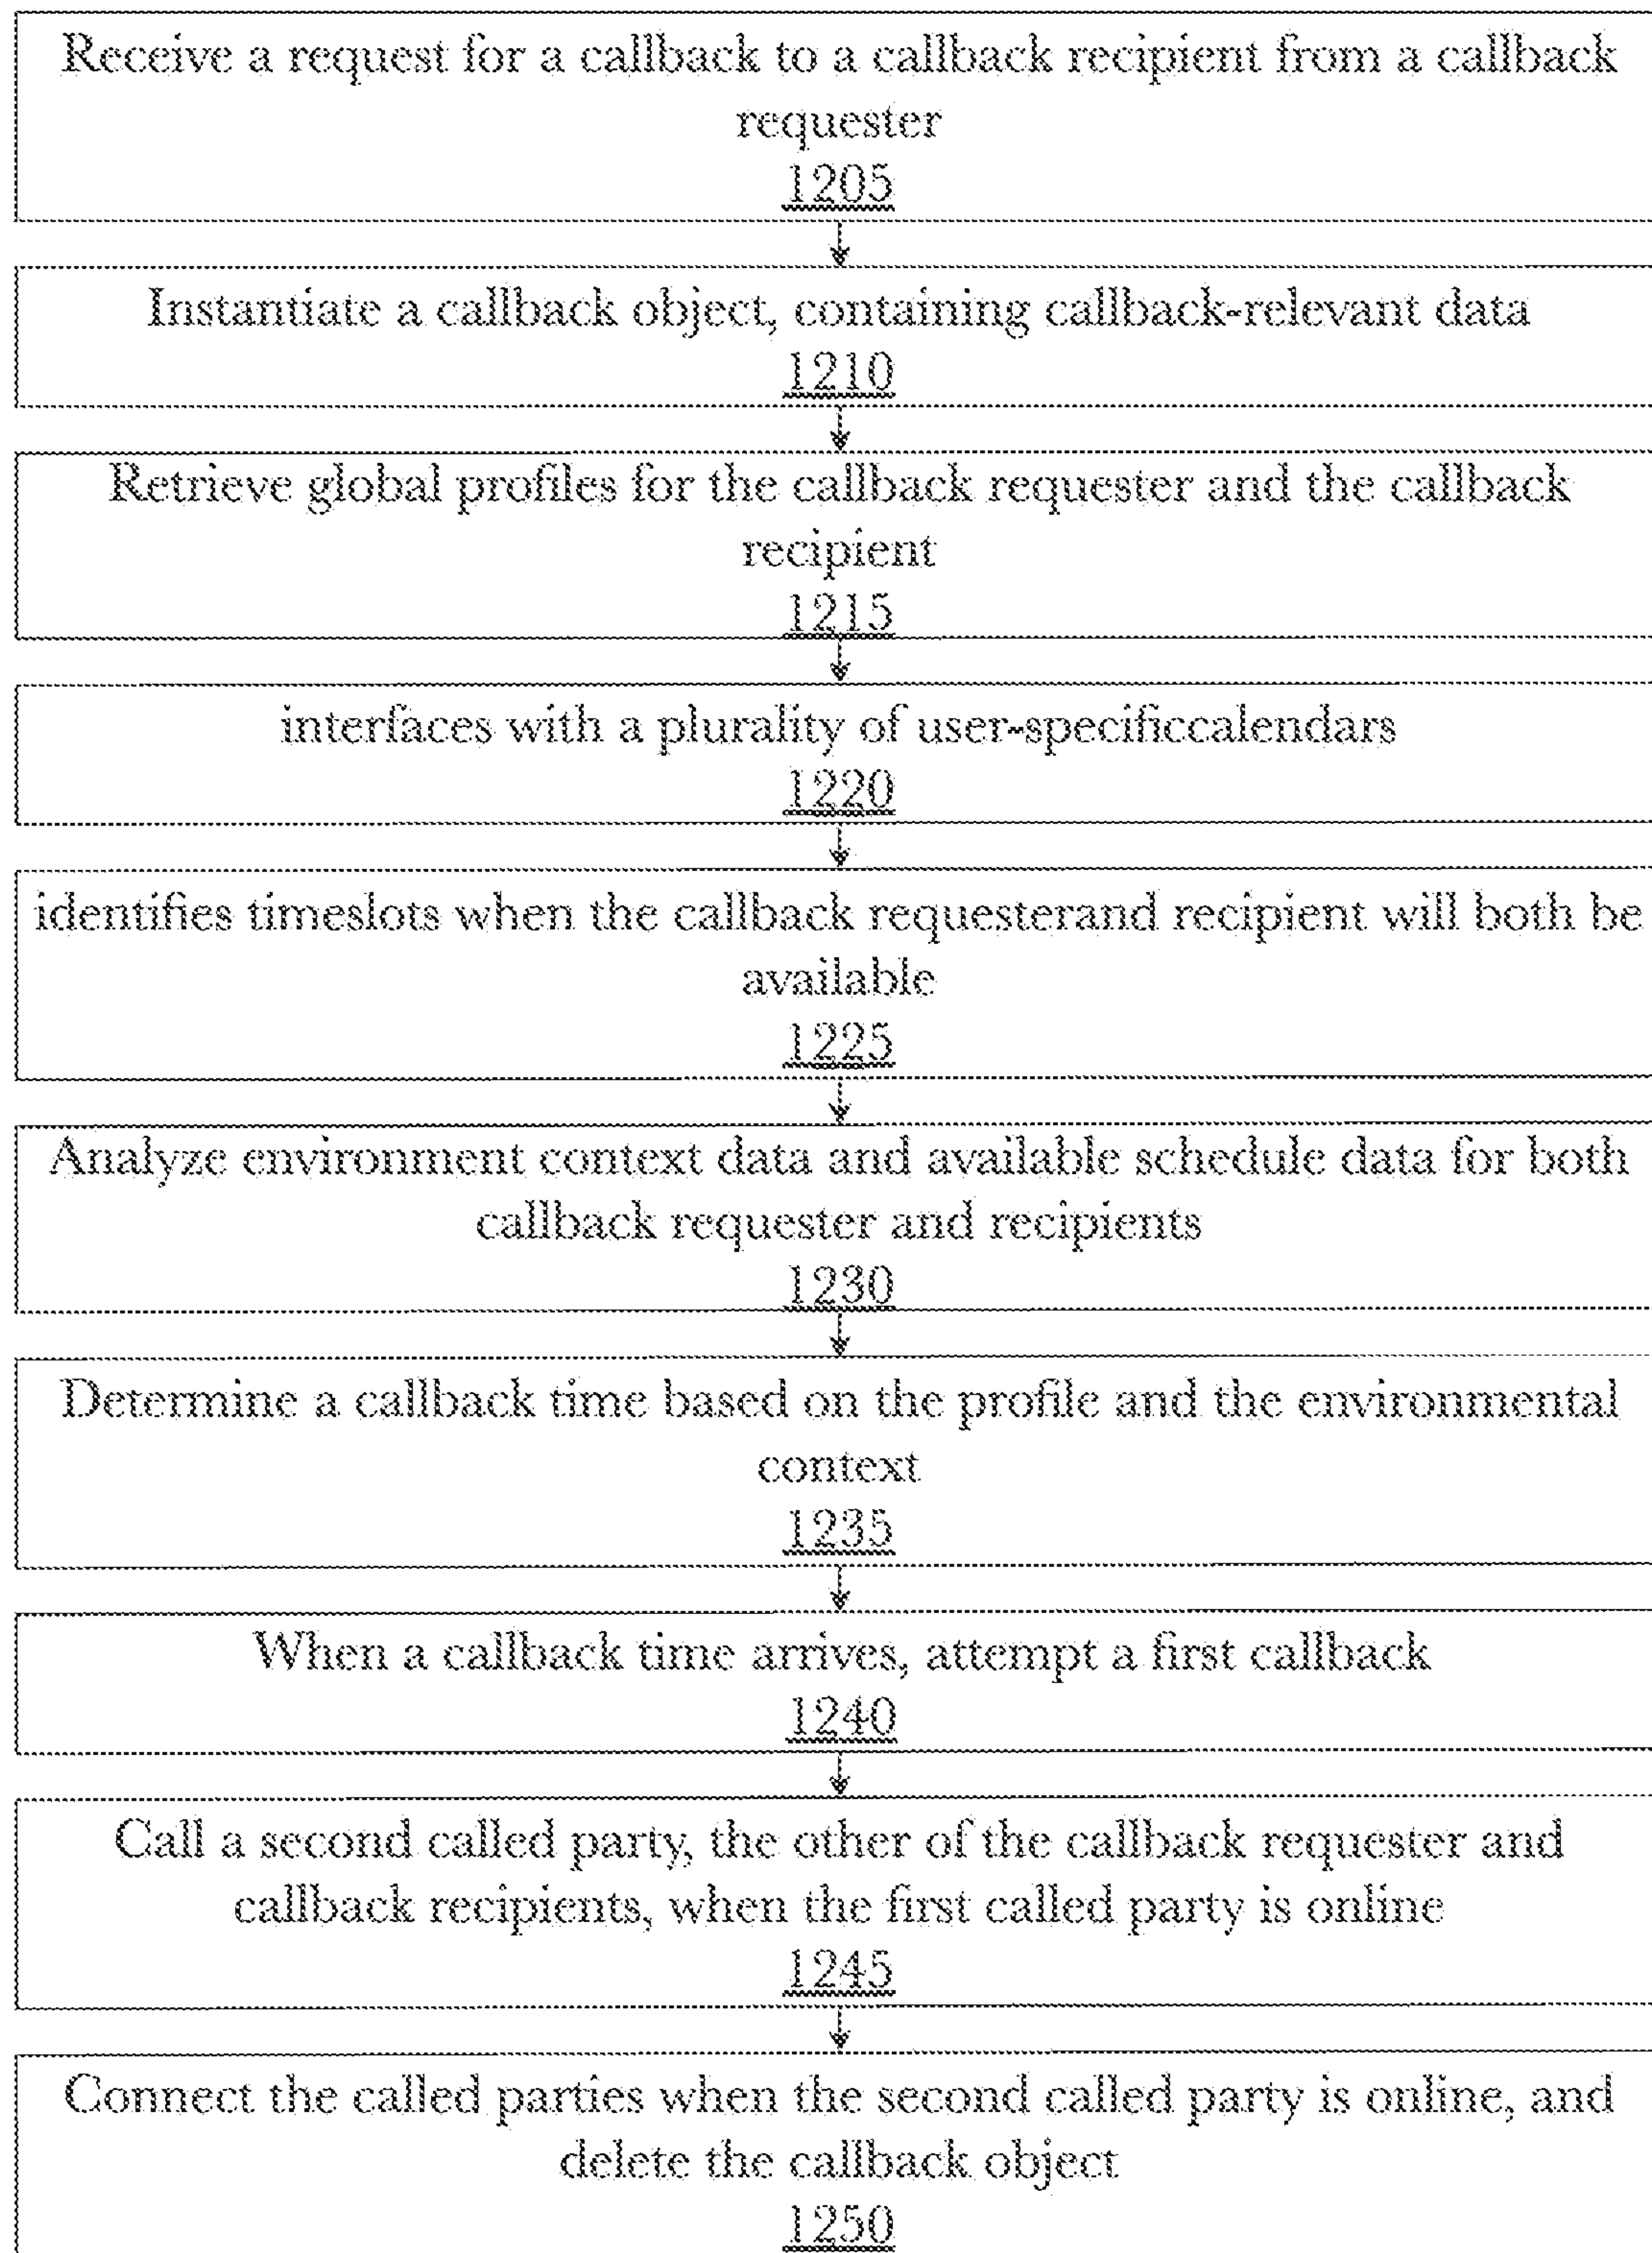 Receive a request for a callback to a callback recipient from a callback
requester
1205
Instantiate a callback object, containing callback-relevant data
1210
Retrieve global profiles for the callback requester and the callback
recipient
1215
interfaces with a plurality of user-specificcalendars
1220
identifies timeslots when the callback requesterand recipient will both be
available
1225
Analyze environment context data and available schedule data for both
callback requester and recipients
1230
Determine a callback time based on the profile and the environmental
context
1235
When a callback time arrives, attempt a first callback
1240
Call a second called party, the other of the callback requester and
callback recipients, when the first called party is online
1245
Connect the called parties when the second called party is online, and
delete the callback object
1250